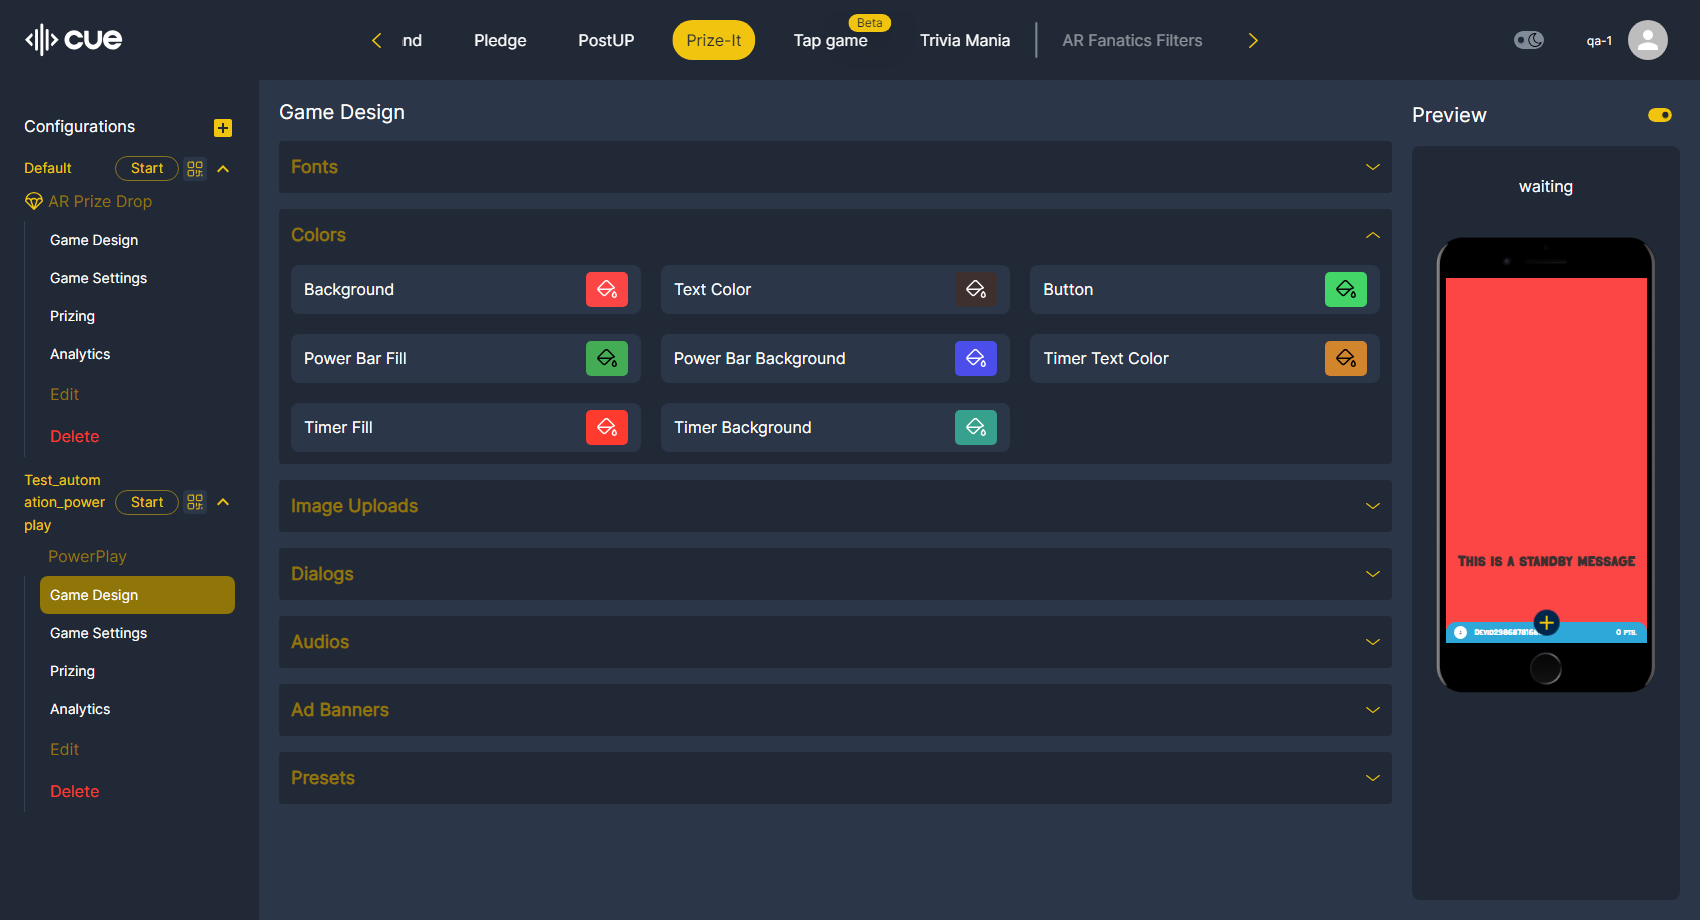 cue
nd
Pledge
PostUP
Prize-It
Beta
Tap game
Trivia Mania
AR Fanatics Filters
qa-1
Configurations
Default
Start
AR Prize Drop
Game Design
Game Settings
Prizing
Analytics
Edit
Delete
Test_autom
ation_power
play
Start
PowerPlay
Game Design
Game Settings
Prizing
Analytics
Edit
Delete
Game Design
Fonts
Colors
Background
Text Color
Button
Power Bar Fill
Power Bar Background
Timer Text Color
Timer Fill
Timer Background
Image Uploads
Dialogs
Audios
Ad Banners
Presets
Preview
waiting
This is a standby message
0 pts.